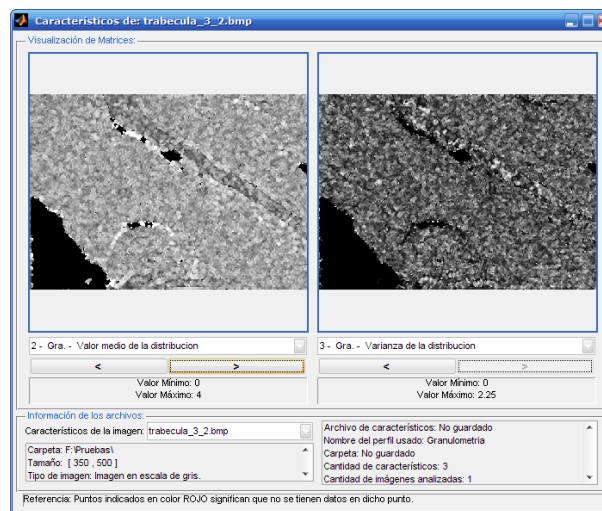 Característicos de: trabecula_3_2.bmp
Visualización de Matrices:
2 - Gra. - Valor medio de la distribucion
3 - Gra. - Varianza de la distribucion
< >
< >
Valor Mínimo: 0
Valor Máximo: 4
Valor Mínimo: 0
Valor Máximo: 2.25
Información de los archivos:
Característicos de la imagen: trabecula_3_2.bmp
Carpeta: F:\Pruebas\
Tamaño: [ 350 , 500 ]
Tipo de imagen: Imagen en escala de gris.
Archivo de característicos: No guardado
Nombre del perfil usado: Granulometria
Carpeta: No guardado
Cantidad de característicos: 3
Cantidad de imágenes analizadas: 1
Referencia: Puntos indicados en color ROJO significan que no se tienen datos en dicho punto.